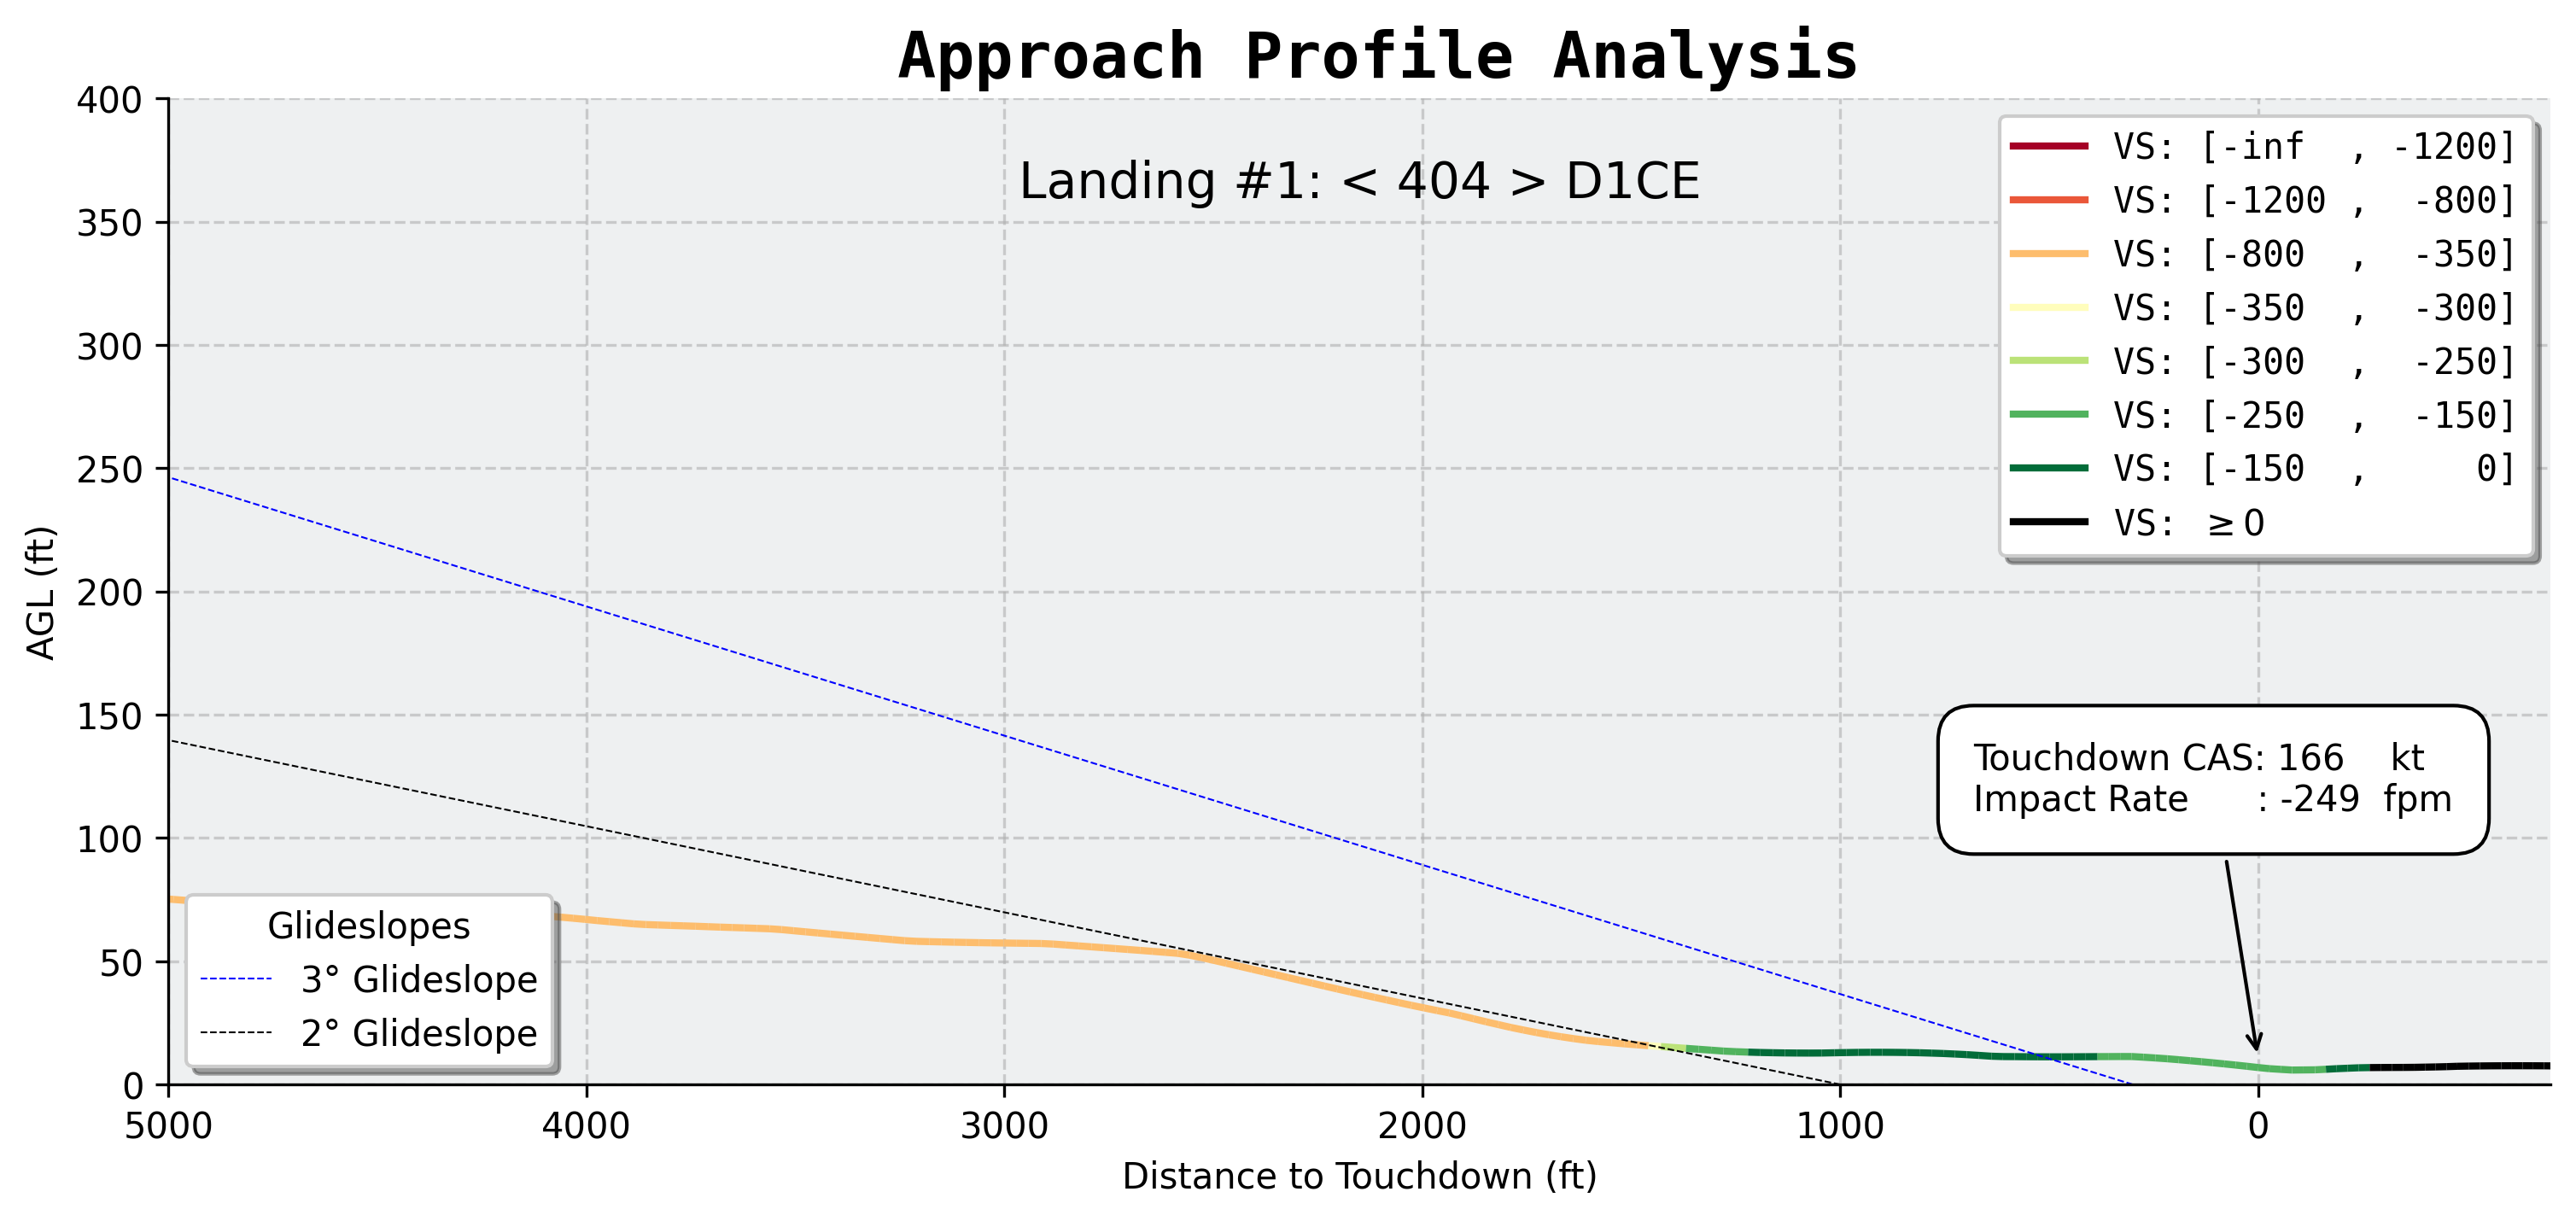 Approach Profile Analysis
Landing #1: < 404 > D1CE
VS: [-inf  , -1200]
VS: [-1200 ,  -800]
VS: [-800  ,  -350]
VS: [-350  ,  -300]
VS: [-300  ,  -250]
VS: [-250  ,  -150]
VS: [-150  ,     0]
VS: ≥0
AGL (ft)
400
350
300
250
200
150
100
50
0
Touchdown CAS: 166    kt
Impact Rate      : -249  fpm
Glideslopes
3° Glideslope
2° Glideslope
5000 4000 3000 2000 1000 0
Distance to Touchdown (ft)